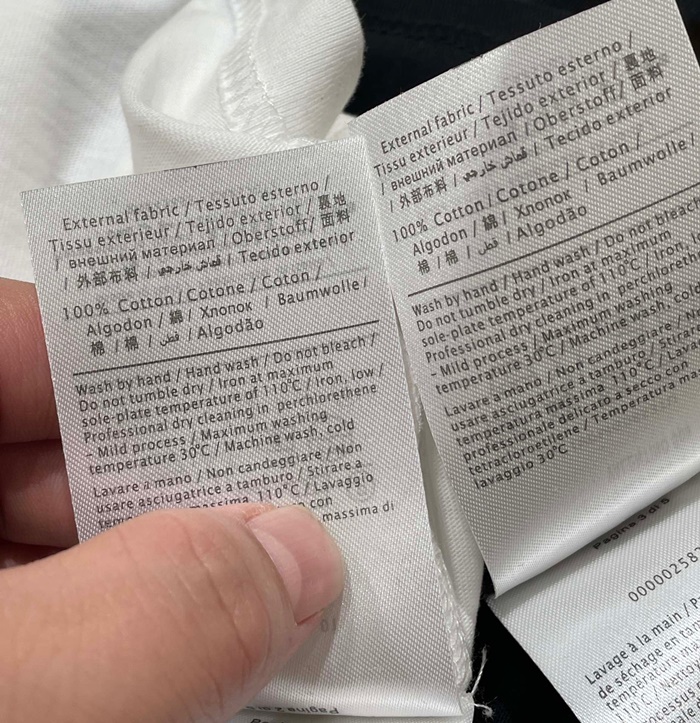 External fabric / Tessuto esterno /
Tissu exterieur / Tejido exterior / 裏地
/ внешний материал / Oberstoff/ 面料
/ 外部布料 / قماش خارجي / Tecido exterior
100% Cotton / Cotone / Coton /
Algodon / 綿 / Хлопок / Baumwolle /
棉 / 棉 / قطن / Algodão
Wash by hand / Hand wash / Do not bleach /
Do not tumble dry / Iron at maximum
sole-plate temperature of 110°C / Iron, low /
Professional dry cleaning in perchlorethene
- Mild process / Maximum washing
temperature 30°C / Machine wash, cold
Lavare a mano / Non candeggiare / Non
usare asciugatrice a tamburo / Stirare a
massima 110°C / Lavaggio
con
massima di
External fabric / Tessuto esterno /
Tissu exterieur / Tejido exterior / 裏地
/ внешний материал / Oberstoff/ 面料
/ 外部布料 / قماش خارجي / Tecido exterior
100% Cotton / Cotone / Coton /
Algodon / 綿 / Хлопок / Baumwolle /
棉 / 棉 / قطن / Algodão
Wash by hand / Hand wash / Do not
Do not tumble dry / Iron at maximum
sole-plate temperature of 110°C / Iron,
Professional dry cleaning in
- Mild process / Maximum washing
temperature 30°C / Machine wash, cold
Lavare a mano / Non candeggiare /
usare asciugatrice a tamburo /
temperatura massima 110°C /
professionale delicato a secco con
tetracloroetilene / Temperatura
lavaggio 30°C
Pagina 3 di
Pagina 2 di
Lavage à la main /
de séchage en
température